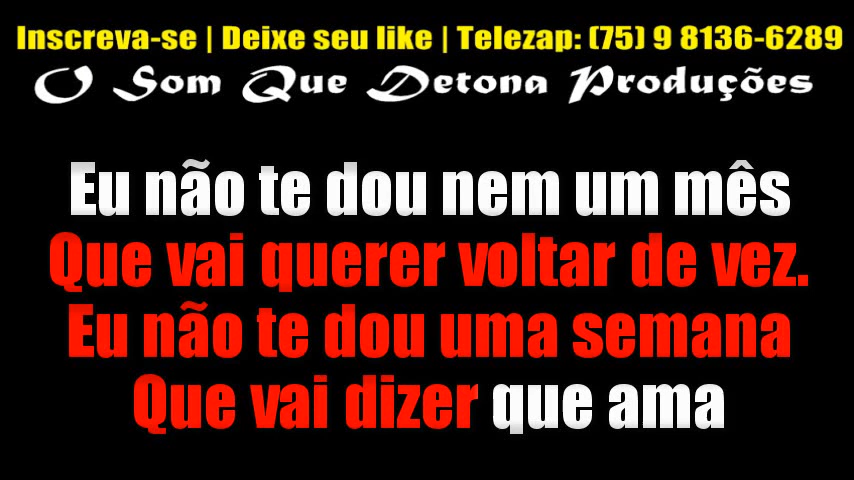 Inscreva-se | Deixe seu like | Telezap: (75) 9 8136-6289
O Som Que Detona Produções
Eu não te dou nem um mês
Que vai querer voltar de vez.
Eu não te dou uma semana
Que vai dizer que ama